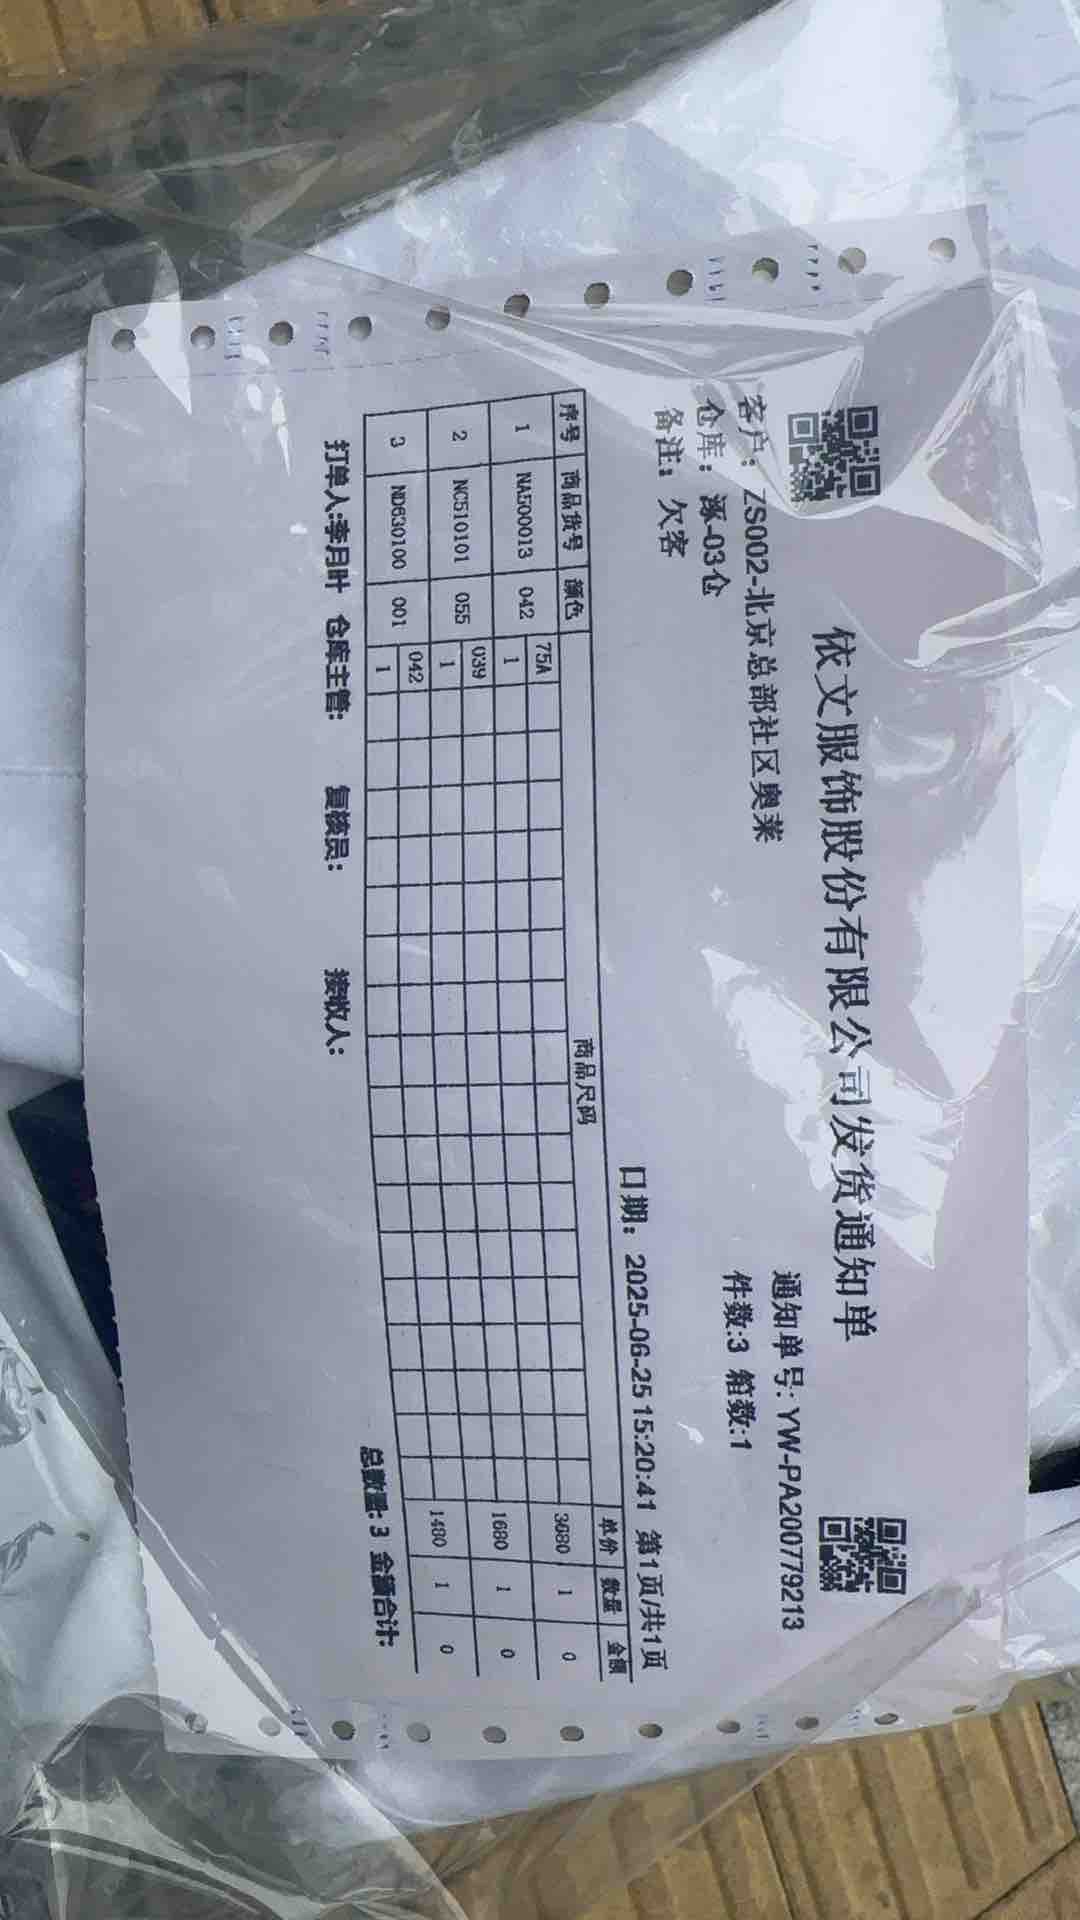 依文服饰股份有限公司发货通知单
通知单号: YW-PA200779213
客户: ZS002-北京总部社区奥莱
件数:3 箱数:1
仓库: 涿-03仓
备注: 欠客
日期: 2025-06-25 15:20:41 第1页/共1页
序号 商品货号 颜色 商品尺码 单价 数量 金额
75A
1 NA500013 042 1 3680 1 0
039
2 NC510101 055 1 1680 1 0
042
3 ND630100 001 1 1480 1 0
总数量: 3 金额合计:
打单人:李月叶 仓库主管: 复核员: 接收人: